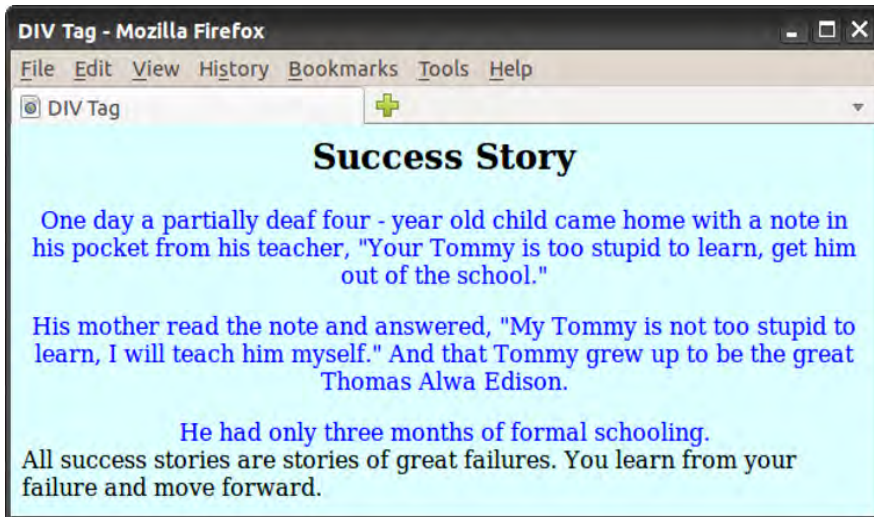 DIV Tag - Mozilla Firefox
File Edit View History Bookmarks Tools Help
DIV Tag
Success Story
One day a partially deaf four - year old child came home with a note in
his pocket from his teacher, "Your Tommy is too stupid to learn, get him
out of the school."
His mother read the note and answered, "My Tommy is not too stupid to
learn, I will teach him myself." And that Tommy grew up to be the great
Thomas Alwa Edison.
He had only three months of formal schooling.
All success stories are stories of great failures. You learn from your
failure and move forward.